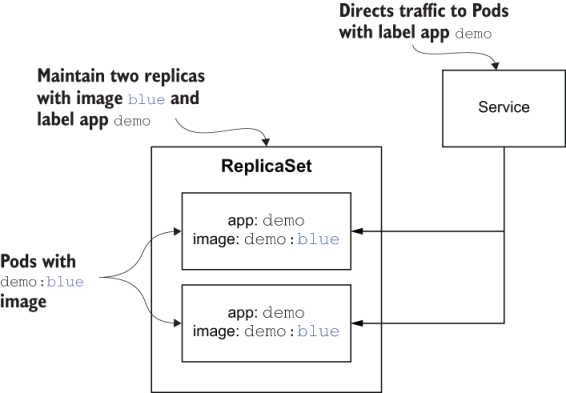 Directs traffic to Pods
with label app demo
Maintain two replicas
with image blue and
label app demo
Service
ReplicaSet
app: demo
image: demo:blue
Pods with
demo:blue
image
app: demo
image: demo:blue